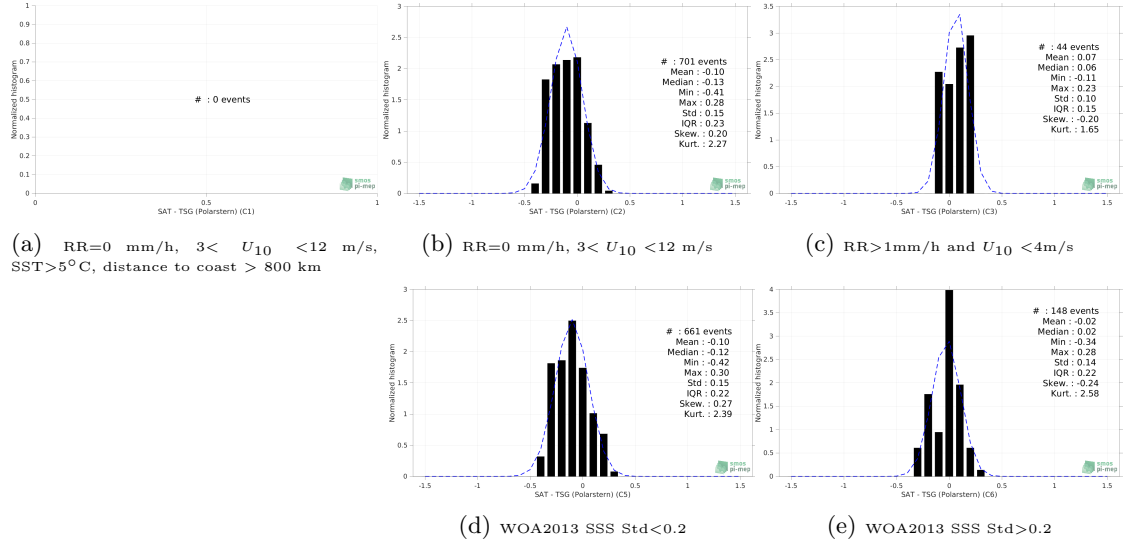 1
0.9
0.8
0.7
0.6
0.5
0.4
0.3
0.2
0.1
0
Normalized histogram
# : 0 events
smos
pi-mep
0 0.5 1
SAT - TSG (Polarstern) (C1)
(a) RR=0 mm/h, 3< U10 <12 m/s,
SST>5°C, distance to coast > 800 km
3
2.5
2
1.5
1
0.5
0
Normalized histogram
# : 701 events
Mean : -0.10
Median : -0.13
Min : -0.41
Max : 0.28
Std : 0.15
IQR : 0.23
Skew. : 0.20
Kurt. : 2.27
smos
pi-mep
-1.5 -1 -0.5 0 0.5 1 1.5
SAT - TSG (Polarstern) (C2)
(b) RR=0 mm/h, 3< U10 <12 m/s
3.5
3
2.5
2
1.5
1
0.5
0
Normalized histogram
# : 44 events
Mean : 0.07
Median : 0.06
Min : -0.11
Max : 0.23
Std : 0.10
IQR : 0.15
Skew. : -0.20
Kurt. : 1.65
smos
pi-mep
-1.5 -1 -0.5 0 0.5 1 1.5
SAT - TSG (Polarstern) (C3)
(c) RR>1mm/h and U10 <4m/s
3
2.5
2
1.5
1
0.5
0
Normalized histogram
# : 661 events
Mean : -0.10
Median : -0.12
Min : -0.42
Max : 0.30
Std : 0.15
IQR : 0.22
Skew. : 0.27
Kurt. : 2.39
smos
pi-mep
-1.5 -1 -0.5 0 0.5 1 1.5
SAT - TSG (Polarstern) (C5)
(d) WOA2013 SSS Std<0.2
4
3.5
3
2.5
2
1.5
1
0.5
0
Normalized histogram
# : 148 events
Mean : -0.02
Median : 0.02
Min : -0.34
Max : 0.28
Std : 0.14
IQR : 0.22
Skew. : -0.24
Kurt. : 2.58
smos
pi-mep
-1.5 -1 -0.5 0 0.5 1 1.5
SAT - TSG (Polarstern) (C6)
(e) WOA2013 SSS Std>0.2